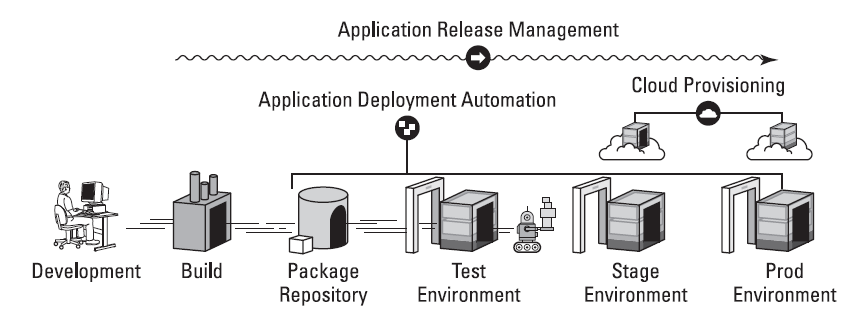 Application Release Management
Cloud Provisioning
Application Deployment Automation
Development
Build
Package
Repository
Test
Environment
Stage
Environment
Prod
Environment